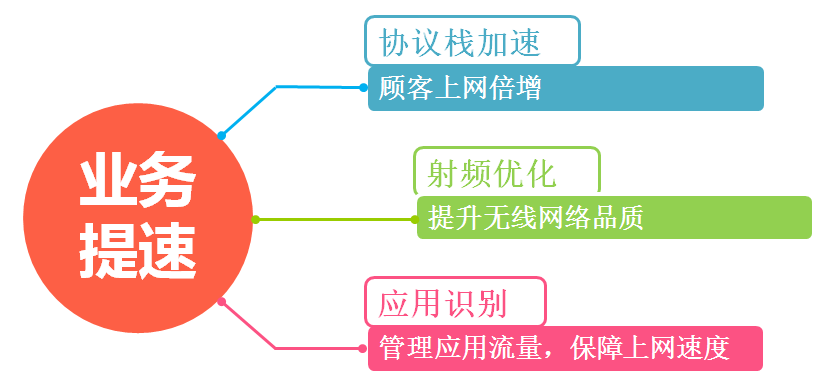 业务
提速
协议栈加速
顾客上网倍增
射频优化
提升无线网络品质
应用识别
管理应用流量，保障上网速度